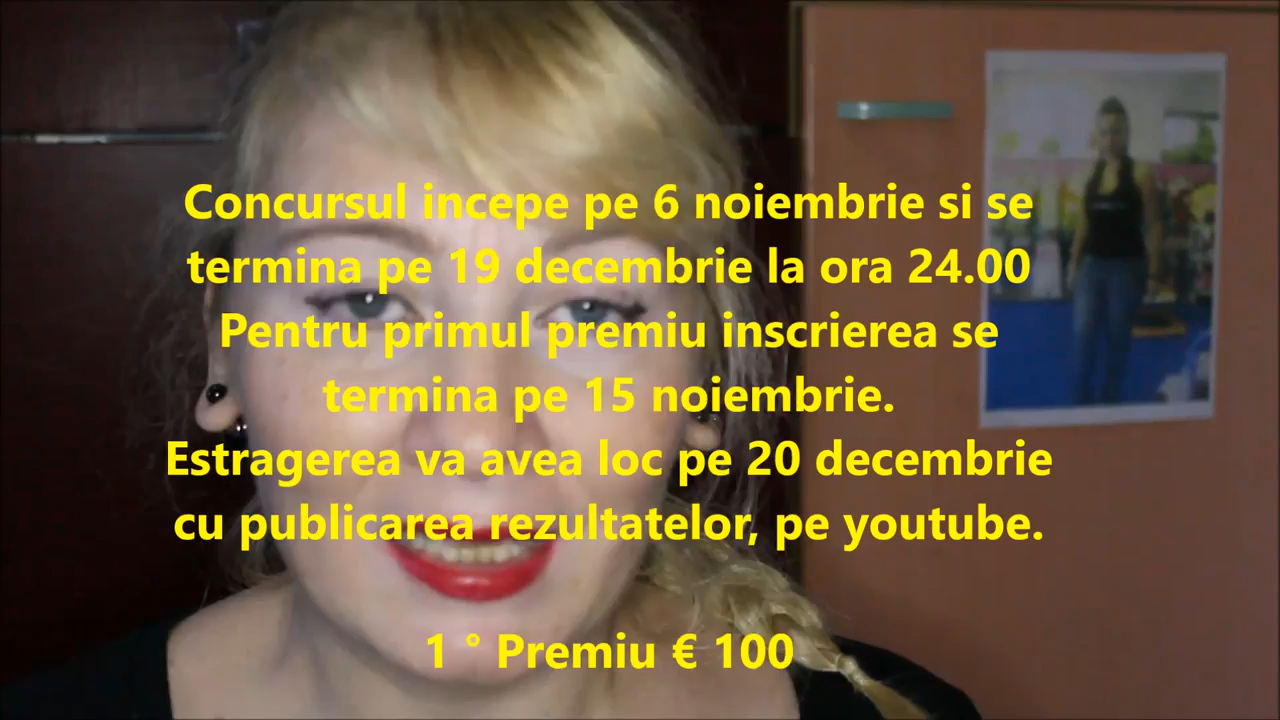 Concursul incepe pe 6 noiembrie si se
termina pe 19 decembrie la ora 24.00
Pentru primul premiu inscrierea se
termina pe 15 noiembrie.
Estragerea va avea loc pe 20 decembrie
cu publicarea rezultatelor, pe youtube.
1 ° Premiu € 100